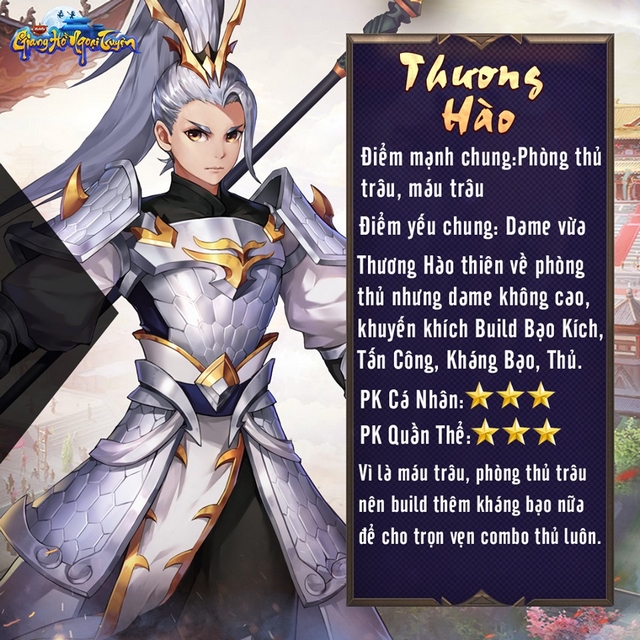 Giang Hồ Ngoại Truyện
Thương
Hào
Điểm mạnh chung:Phòng thủ
trâu, máu trâu
Điểm yếu chung: Dame vừa
Thương Hào thiên về phòng
thủ nhưng dame không cao,
khuyến khích Build Bạo Kích,
Tấn Công, Kháng Bạo, Thủ.
PK Cá Nhân:
PK Quần Thể:
Vì là máu trâu, phòng thủ trâu
nên build thêm kháng bạo nữa
để cho trọn vẹn combo thủ luôn.